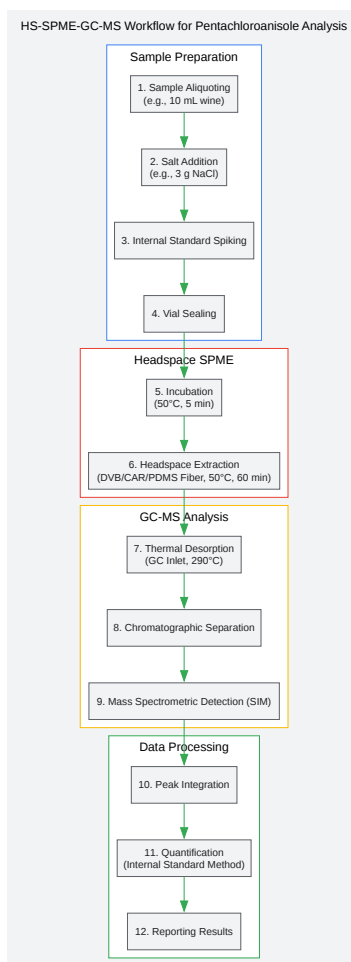 HS-SPME-GC-MS Workflow for Pentachloroanisole Analysis
Sample Preparation
1. Sample Aliquoting
(e.g., 10 mL wine)
2. Salt Addition
(e.g., 3 g NaCl)
3. Internal Standard Spiking
4. Vial Sealing
Headspace SPME
5. Incubation
(50°C, 5 min)
6. Headspace Extraction
(DVB/CAR/PDMS Fiber, 50°C, 60 min)
GC-MS Analysis
7. Thermal Desorption
(GC Inlet, 290°C)
8. Chromatographic Separation
9. Mass Spectrometric Detection (SIM)
Data Processing
10. Peak Integration
11. Quantification
(Internal Standard Method)
12. Reporting Results